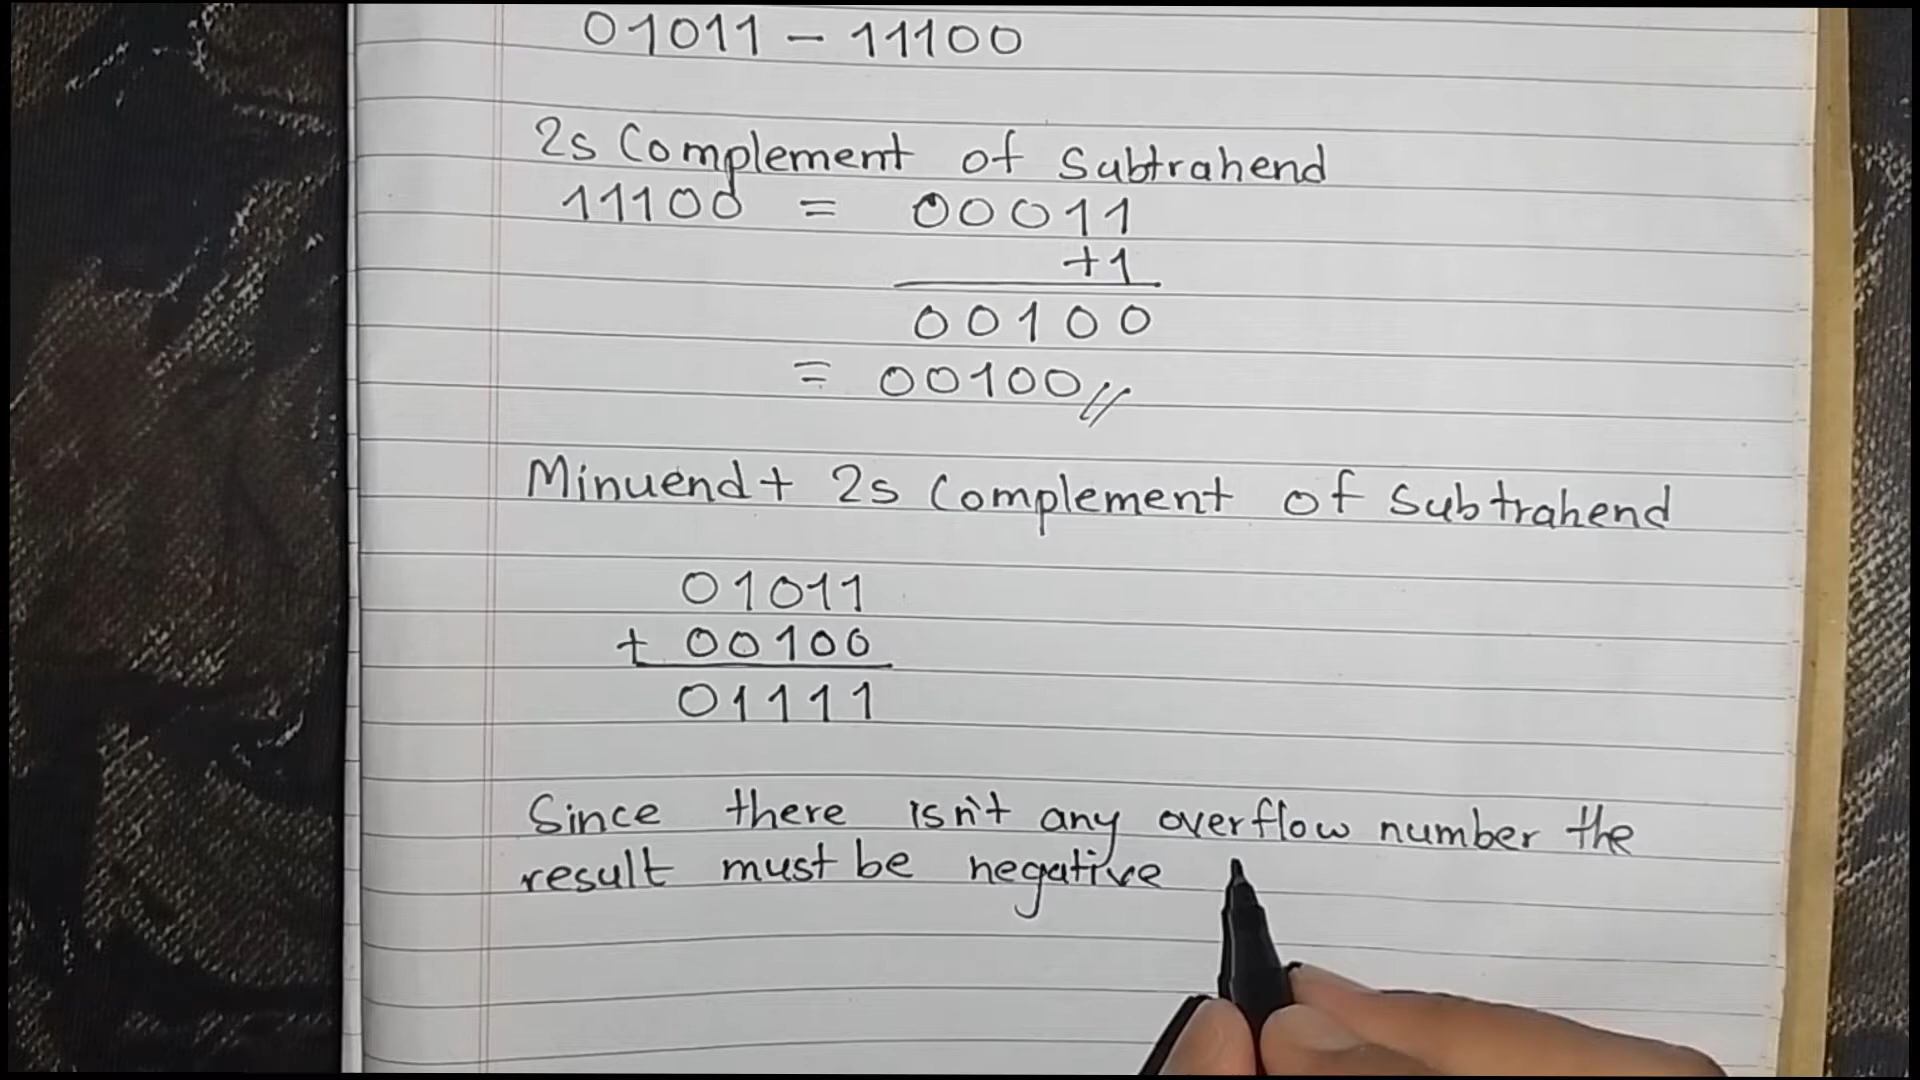 01011 - 11100
2s Complement of Subtrahend
11100 = 00011
+1
00100
= 00100//
Minuend + 2s Complement of Subtrahend
01011
+ 00100
01111
Since there isn't any overflow number the
result must be negative